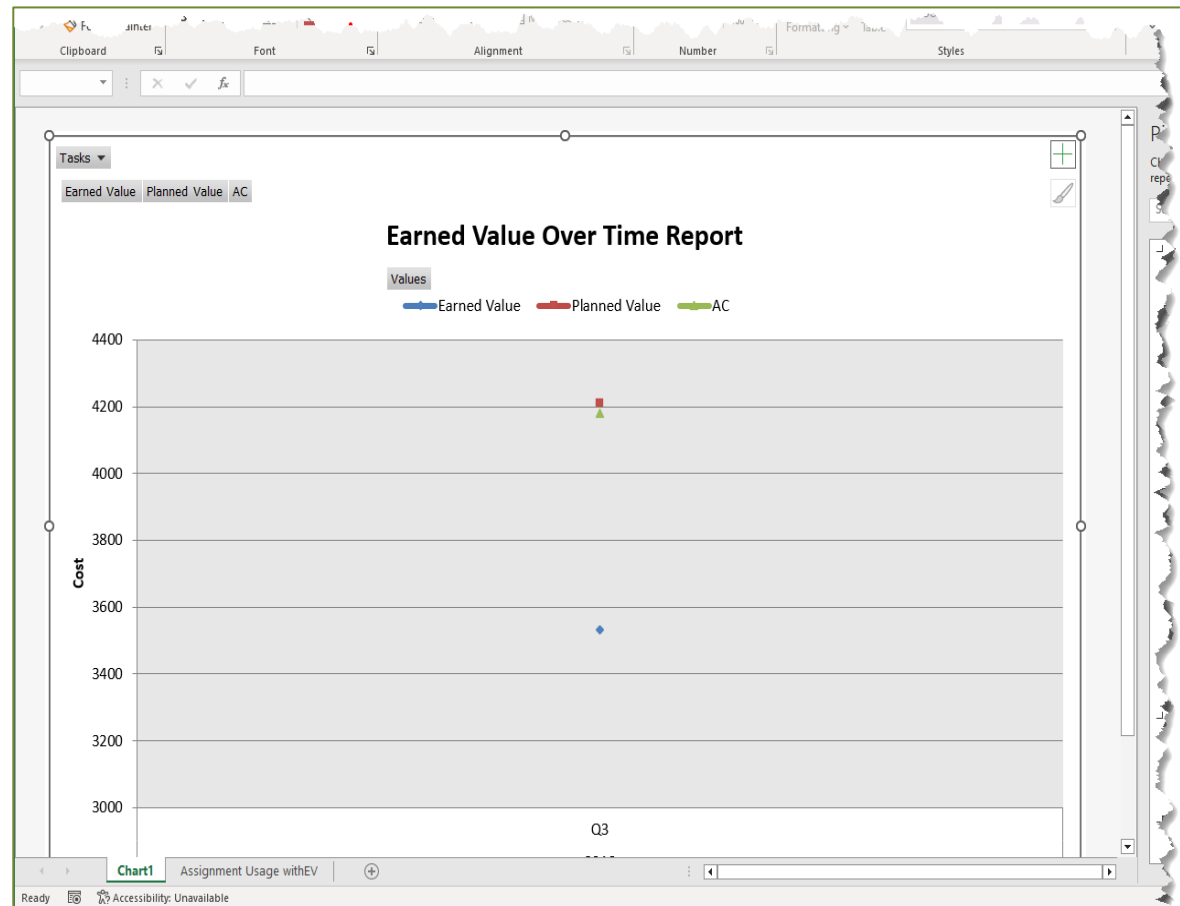 Clipboard Font Alignment Number Styles
fx
Tasks
Earned Value Planned Value AC
Earned Value Over Time Report
Values
Earned Value Planned Value AC
4400
4200
4000
3800
3600
3400
3200
3000
Cost
Q3
Chart1 Assignment Usage withEV
Ready Accessibility: Unavailable